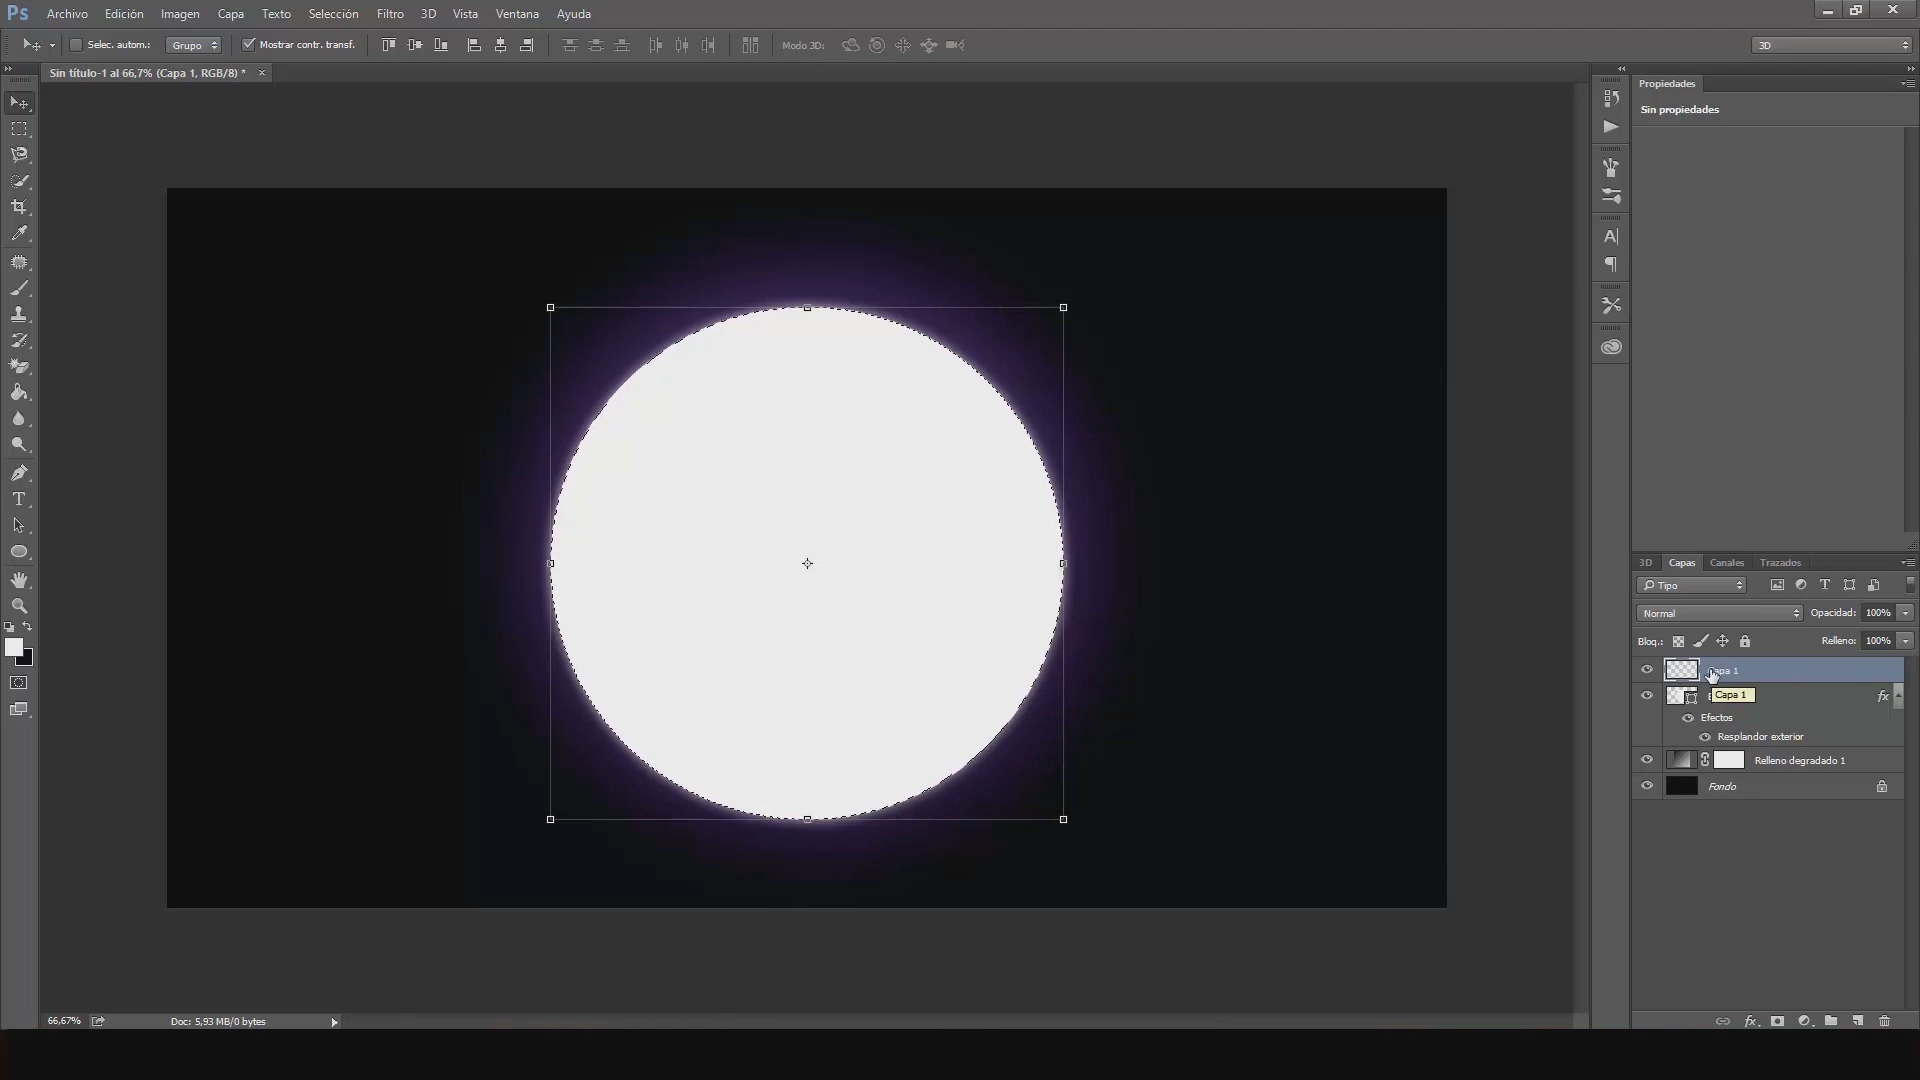 Ps Archivo Edición Imagen Capa Texto Selección Filtro 3D Vista Ventana Ayuda
Selec. autom.: Grupo Mostrar contr. transf. Modo 3D: 3D
Sin título-1 al 66,7% (Capa 1, RGB/8) *
Propiedades
Sin propiedades
3D Capas Canales Trazados
Tipo
Normal Opacidad: 100%
Bloq.: Relleno: 100%
Capa 1
fx
Efectos
Resplandor exterior
Relleno degradado 1
Fondo
66,67% Doc: 5,93 MB/0 bytes
fx